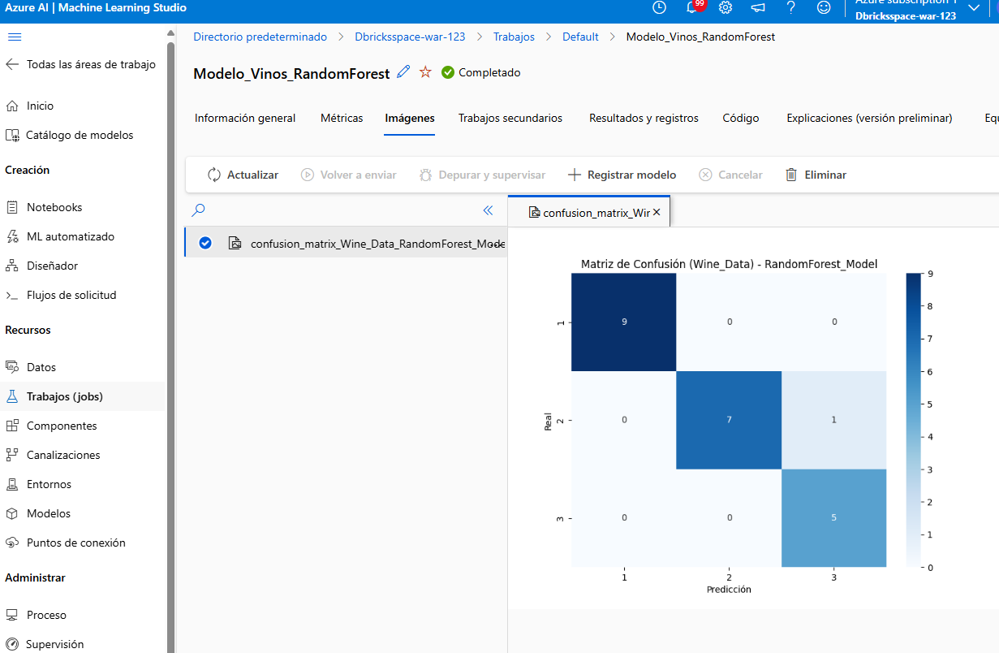 Azure AI | Machine Learning Studio
99
Azure subscription 1
Dbricksspace-war-123
Todas las áreas de trabajo
Inicio
Catálogo de modelos
Creación
Notebooks
ML automatizado
Diseñador
Flujos de solicitud
Recursos
Datos
Trabajos (jobs)
Componentes
Canalizaciones
Entornos
Modelos
Puntos de conexión
Administrar
Proceso
Supervisión
Directorio predeterminado > Dbricksspace-war-123 > Trabajos > Default > Modelo_Vinos_RandomForest
Modelo_Vinos_RandomForest Completado
Información general Métricas Imágenes Trabajos secundarios Resultados y registros Código Explicaciones (versión preliminar) Equ
Actualizar Volver a enviar Depurar y supervisar Registrar modelo Cancelar Eliminar
confusion_matrix_Wine_Data_RandomForest_Mode
confusion_matrix_Wir
Matriz de Confusión (Wine_Data) - RandomForest_Model
1 9 0 0
2 0 7 1
3 0 0 5
Real
1 2 3
Predicción
9
8
7
6
5
4
3
2
1
0